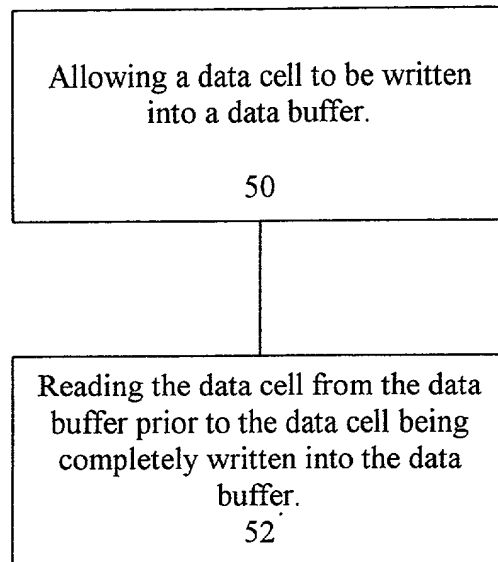 Allowing a data cell to be written
into a data buffer.
50
Reading the data cell from the data
buffer prior to the data cell being
completely written into the data
buffer.
52